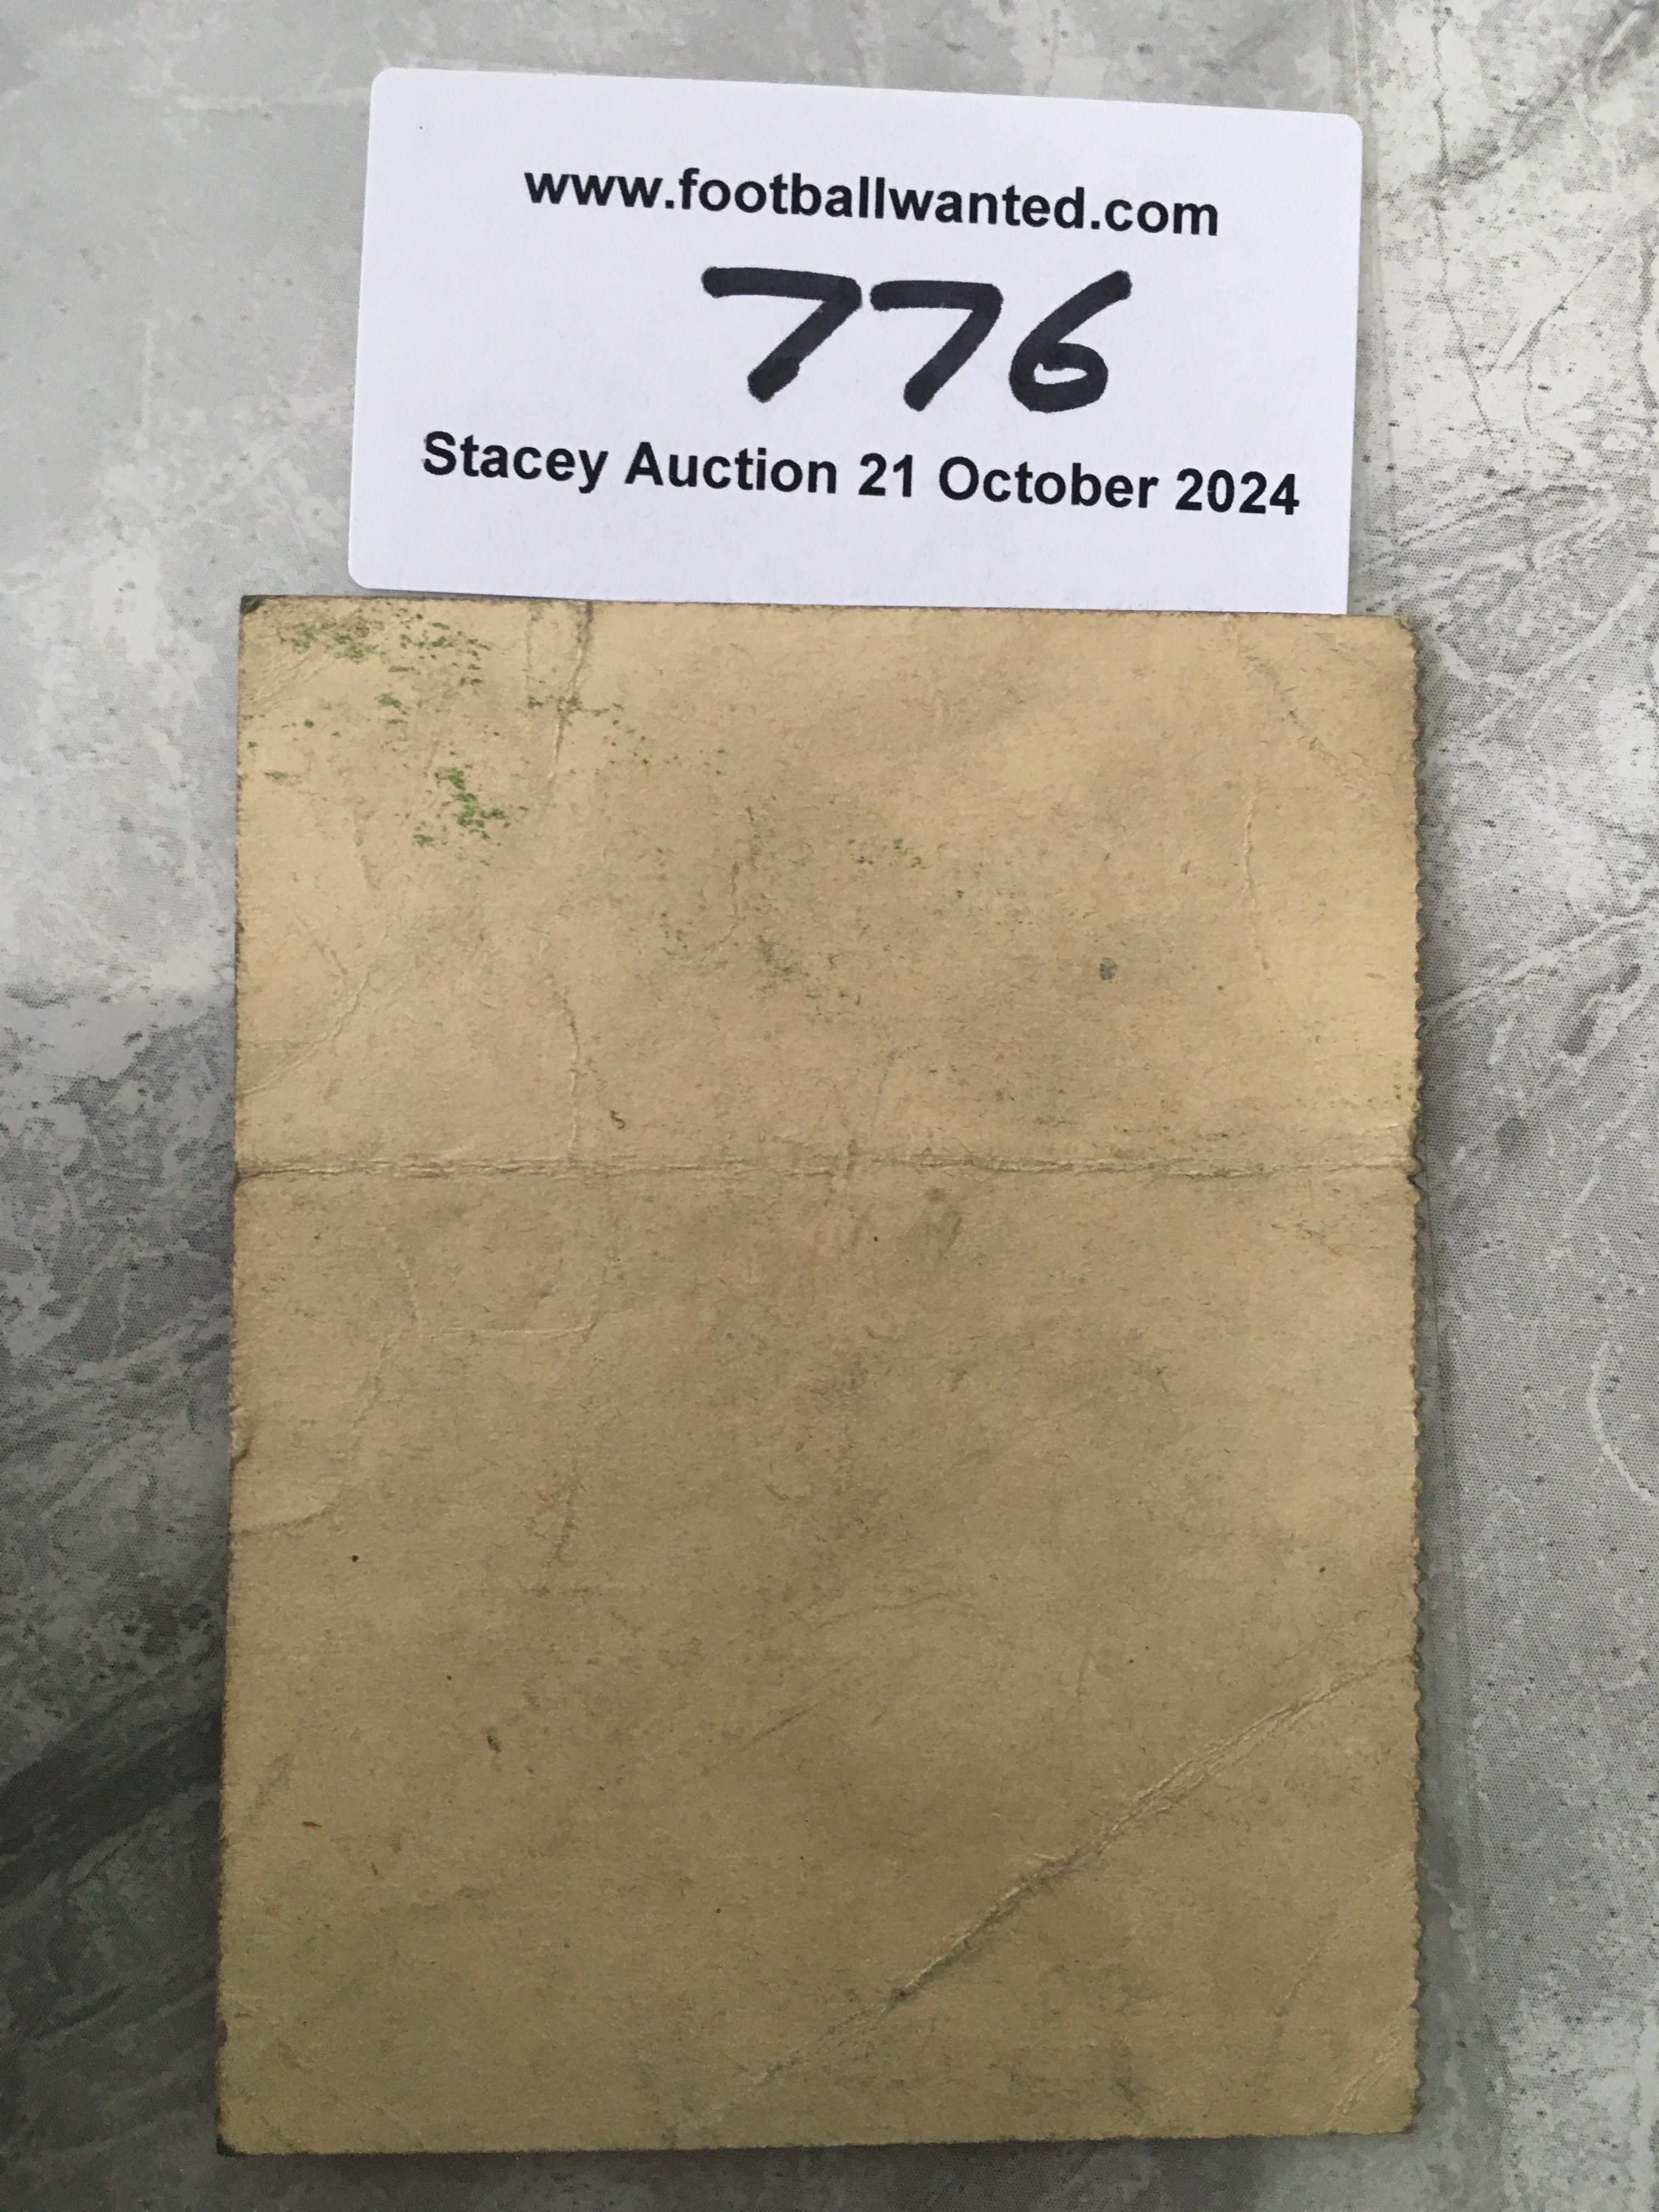 www.footballwanted.com
776
Stacey Auction 21 October 2024